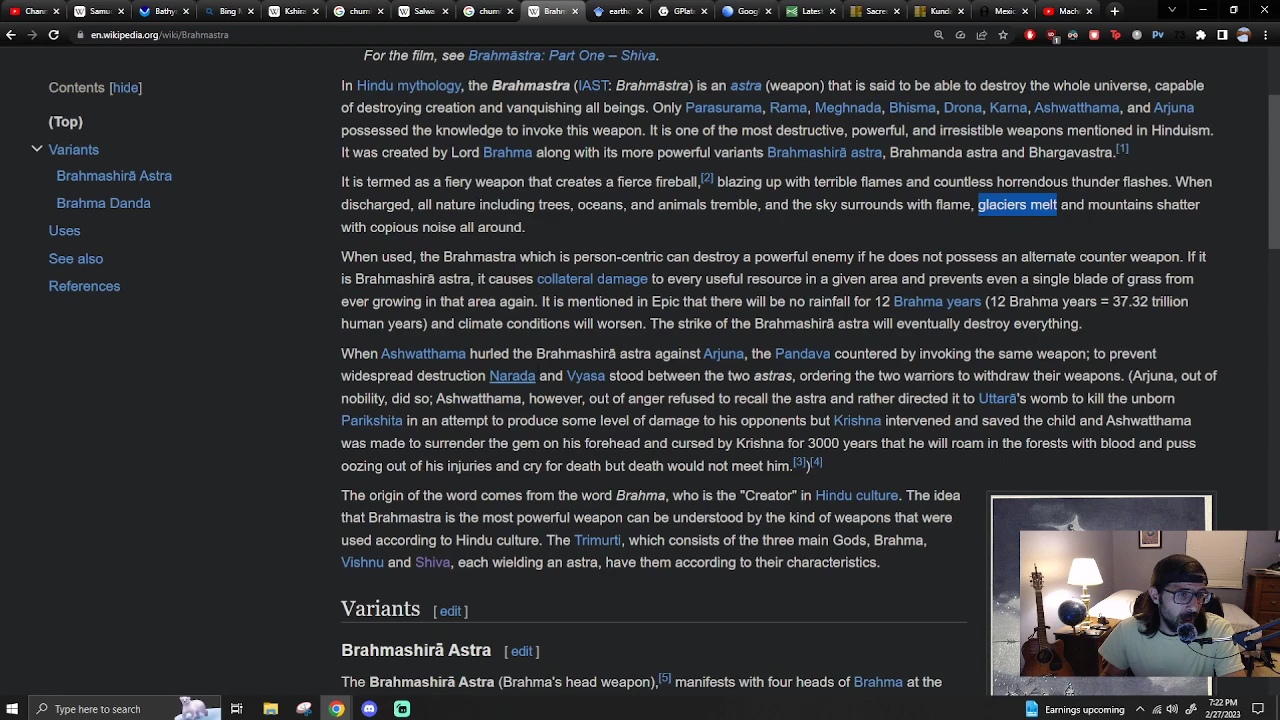 Chann
Samu
Bathy
Bing M
Kshira
churn
Salwa
churn
Brahm
earth
GPlate
Googl
Latest
Sacre
Kund
Mexic
Mach
en.wikipedia.org/wiki/Brahmastra
For the film, see Brahmāstra: Part One – Shiva.
Contents [hide]
(Top)
Variants
Brahmashirā Astra
Brahma Danda
Uses
See also
References
In Hindu mythology, the Brahmastra (IAST: Brahmāstra) is an astra (weapon) that is said to be able to destroy the whole universe, capable
of destroying creation and vanquishing all beings. Only Parasurama, Rama, Meghnada, Bhisma, Drona, Karna, Ashwatthama, and Arjuna
possessed the knowledge to invoke this weapon. It is one of the most destructive, powerful, and irresistible weapons mentioned in Hinduism.
It was created by Lord Brahma along with its more powerful variants Brahmashirā astra, Brahmanda astra and Bhargavastra.[1]
It is termed as a fiery weapon that creates a fierce fireball,[2] blazing up with terrible flames and countless horrendous thunder flashes. When
discharged, all nature including trees, oceans, and animals tremble, and the sky surrounds with flame, glaciers melt and mountains shatter
with copious noise all around.
When used, the Brahmastra which is person-centric can destroy a powerful enemy if he does not possess an alternate counter weapon. If it
is Brahmashirā astra, it causes collateral damage to every useful resource in a given area and prevents even a single blade of grass from
ever growing in that area again. It is mentioned in Epic that there will be no rainfall for 12 Brahma years (12 Brahma years = 37.32 trillion
human years) and climate conditions will worsen. The strike of the Brahmashirā astra will eventually destroy everything.
When Ashwatthama hurled the Brahmashirā astra against Arjuna, the Pandava countered by invoking the same weapon; to prevent
widespread destruction Narada and Vyasa stood between the two astras, ordering the two warriors to withdraw their weapons. (Arjuna, out of
nobility, did so; Ashwatthama, however, out of anger refused to recall the astra and rather directed it to Uttarā's womb to kill the unborn
Parikshita in an attempt to produce some level of damage to his opponents but Krishna intervened and saved the child and Ashwatthama
was made to surrender the gem on his forehead and cursed by Krishna for 3000 years that he will roam in the forests with blood and puss
oozing out of his injuries and cry for death but death would not meet him.[3])[4]
The origin of the word comes from the word Brahma, who is the "Creator" in Hindu culture. The idea
that Brahmastra is the most powerful weapon can be understood by the kind of weapons that were
used according to Hindu culture. The Trimurti, which consists of the three main Gods, Brahma,
Vishnu and Shiva, each wielding an astra, have them according to their characteristics.
Variants [ edit ]
Brahmashirā Astra [ edit ]
The Brahmashirā Astra (Brahma's head weapon),[5] manifests with four heads of Brahma at the
Type here to search
Earnings upcoming
7:22 PM
2/27/2023